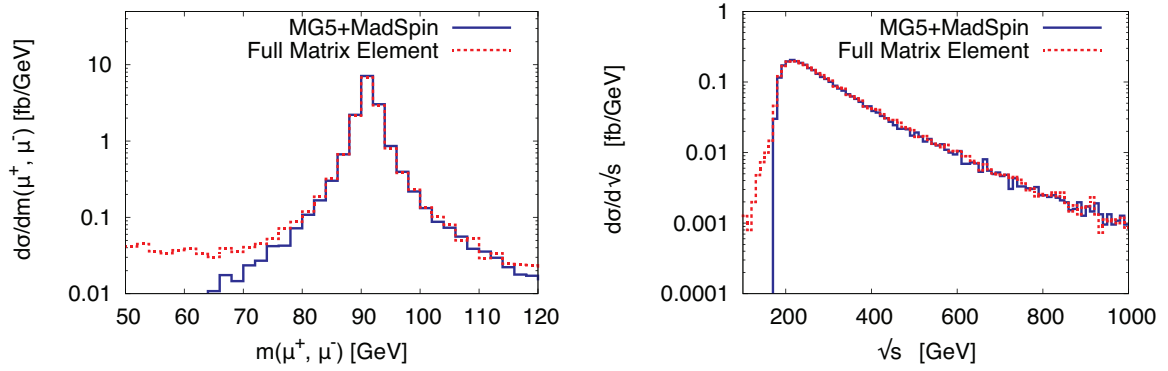 MG5+MadSpin
Full Matrix Element
dσ/dm(μ⁺, μ⁻) [fb/GeV]
10
1
0.1
0.01
50 60 70 80 90 100 110 120
m(μ⁺, μ⁻) [GeV]
MG5+MadSpin
Full Matrix Element
dσ/d√s [fb/GeV]
1
0.1
0.01
0.001
0.0001
200 400 600 800 1000
√s [GeV]